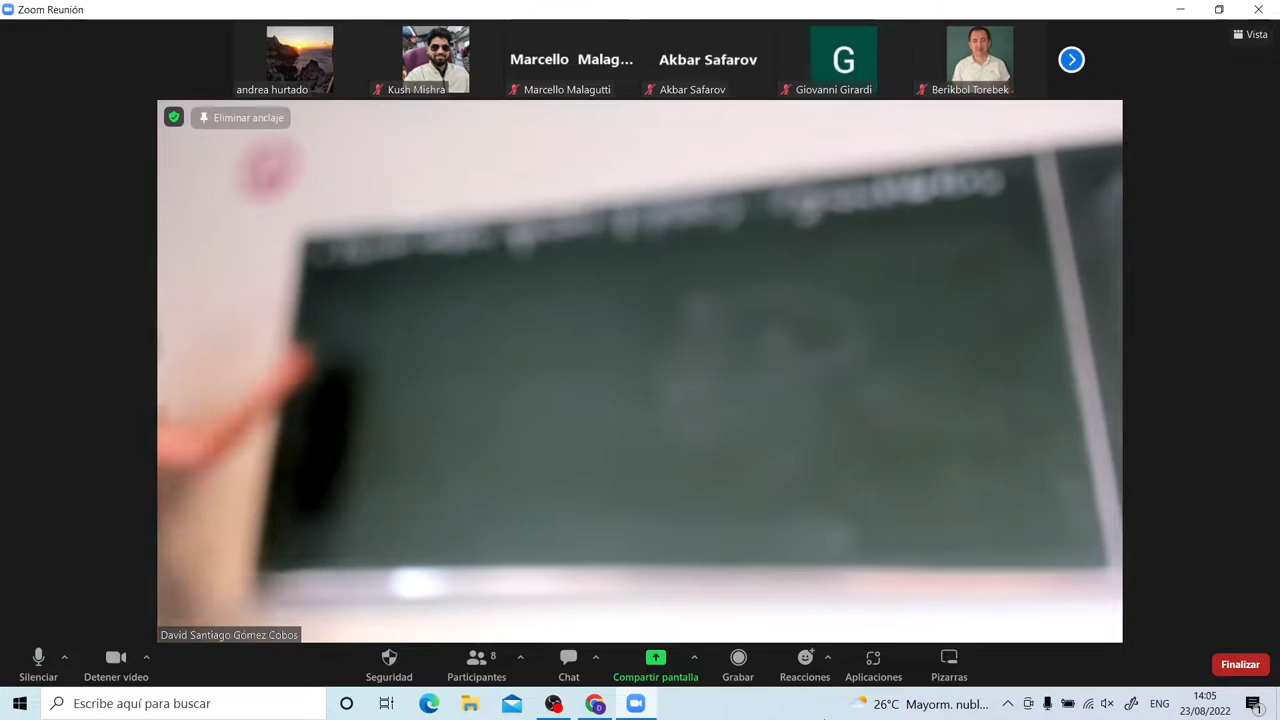 Zoom Reunión
Vista
Marcello Malag...
Akbar Safarov
G
andrea hurtado
Kush Mishra
Marcello Malagutti
Akbar Safarov
Giovanni Girardi
Berikbol Torebek
Eliminar anclaje
David Santiago Gómez Cobos
8
Silenciar
Detener video
Seguridad
Participantes
Chat
Compartir pantalla
Grabar
Reacciones
Aplicaciones
Pizarras
Finalizar
Escribe aquí para buscar
26°C Mayorm. nubl...
ENG
14:05
23/08/2022
1